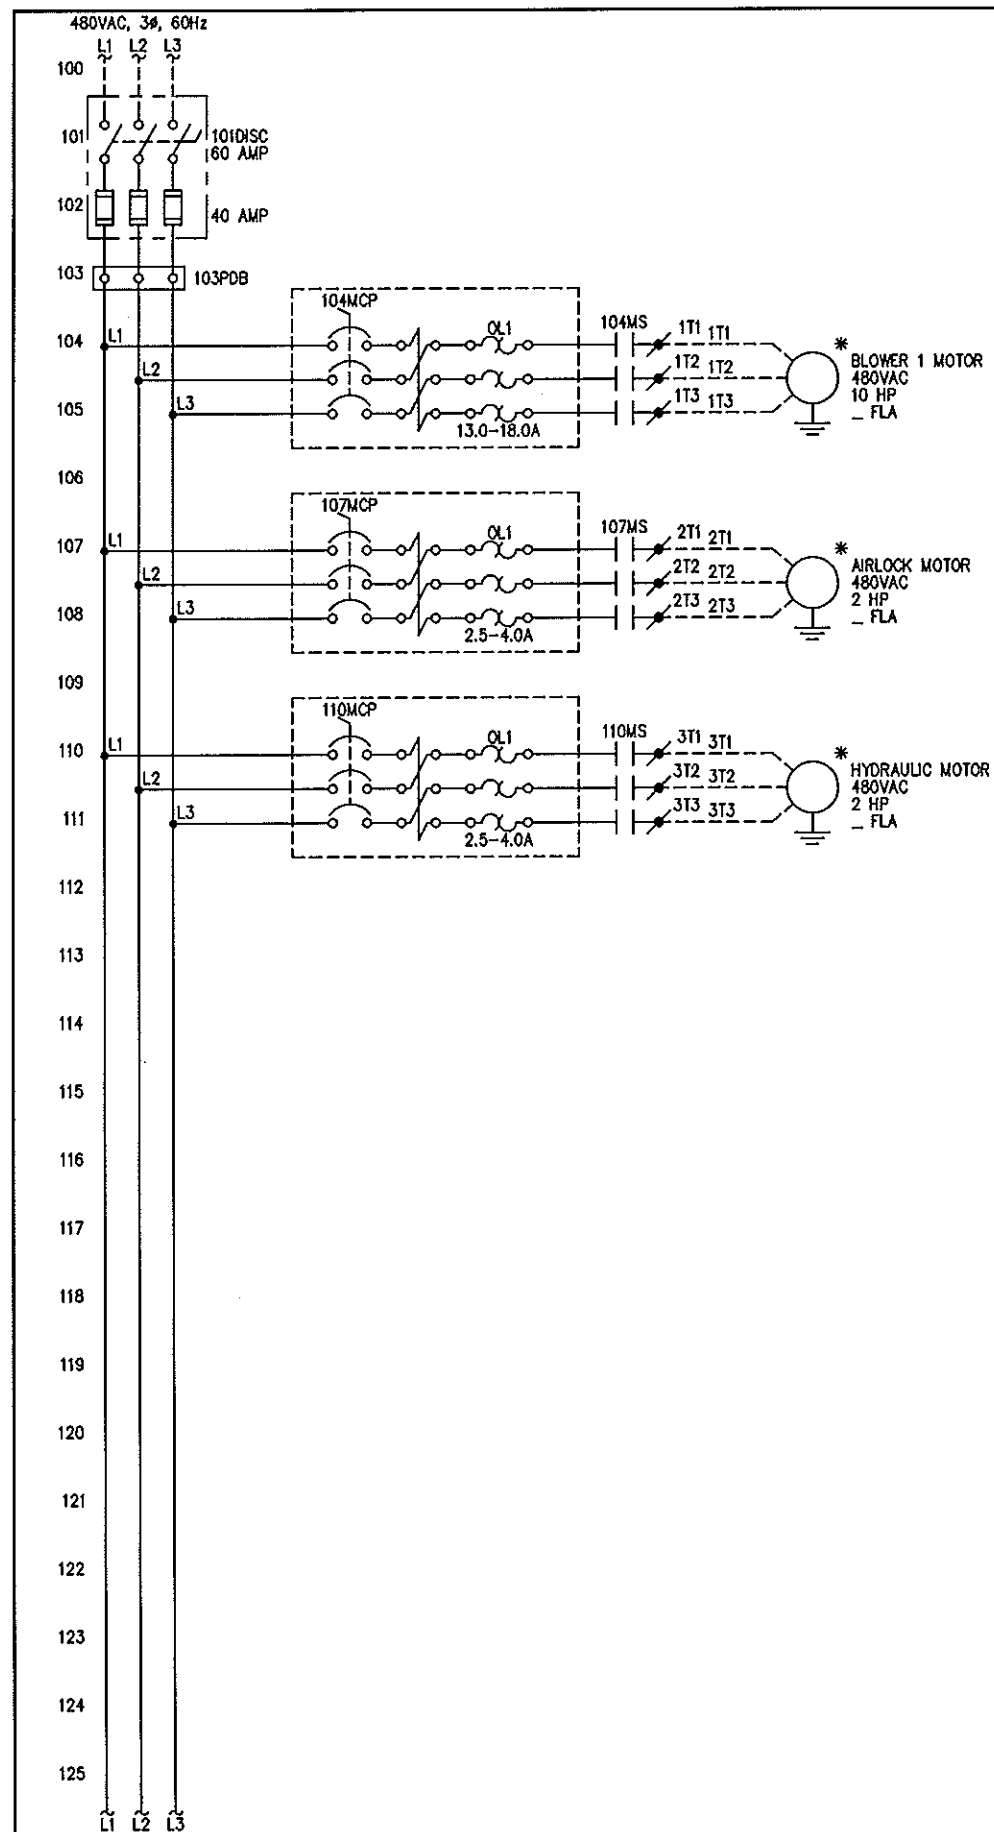 480VAC, 3ø, 60Hz
L1 L2 L3
100
101
101DISC
60 AMP
102
40 AMP
103
103PDB
104MCP
104
L1
OL1
104MS
1T1 1T1
*
L2
1T2 1T2
BLOWER 1 MOTOR
480VAC
10 HP
_ FLA
105
L3
1T3 1T3
13.0-18.0A
106
107MCP
107
L1
OL1
107MS
2T1 2T1
*
L2
2T2 2T2
AIRLOCK MOTOR
480VAC
2 HP
_ FLA
108
L3
2T3 2T3
2.5-4.0A
109
110MCP
110
L1
OL1
110MS
3T1 3T1
*
L2
3T2 3T2
HYDRAULIC MOTOR
480VAC
2 HP
_ FLA
111
L3
3T3 3T3
2.5-4.0A
112
113
114
115
116
117
118
119
120
121
122
123
124
125
L1 L2 L3